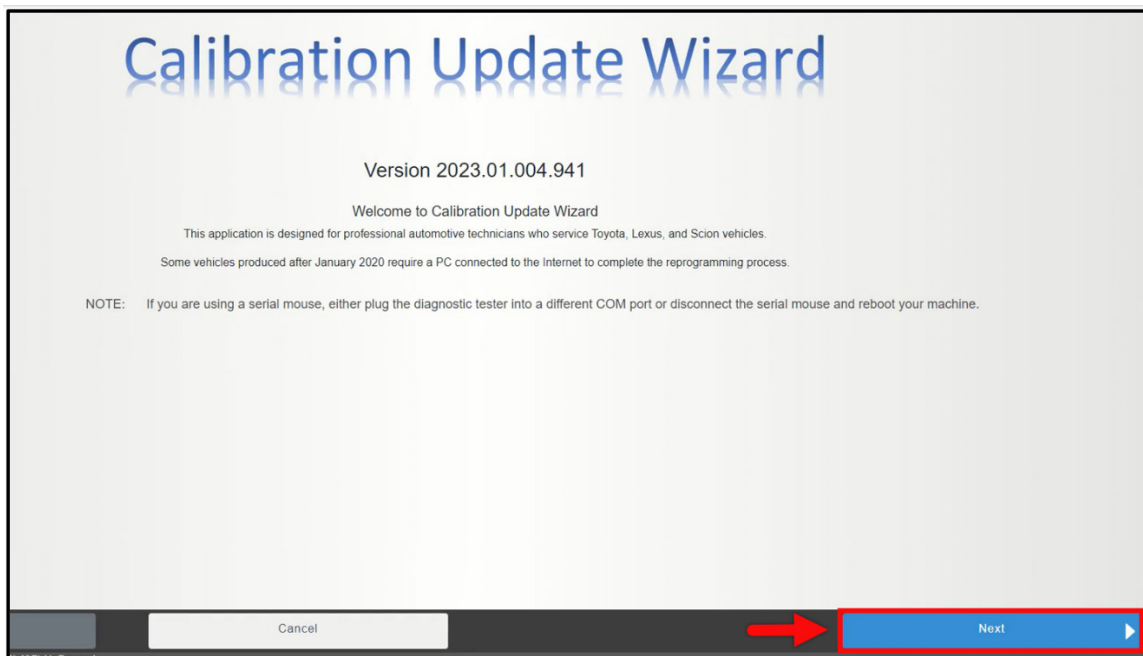 Calibration Update Wizard
Version 2023.01.004.941
Welcome to Calibration Update Wizard
This application is designed for professional automotive technicians who service Toyota, Lexus, and Scion vehicles.
Some vehicles produced after January 2020 require a PC connected to the Internet to complete the reprogramming process.
NOTE: If you are using a serial mouse, either plug the diagnostic tester into a different COM port or disconnect the serial mouse and reboot your machine.
Cancel Next